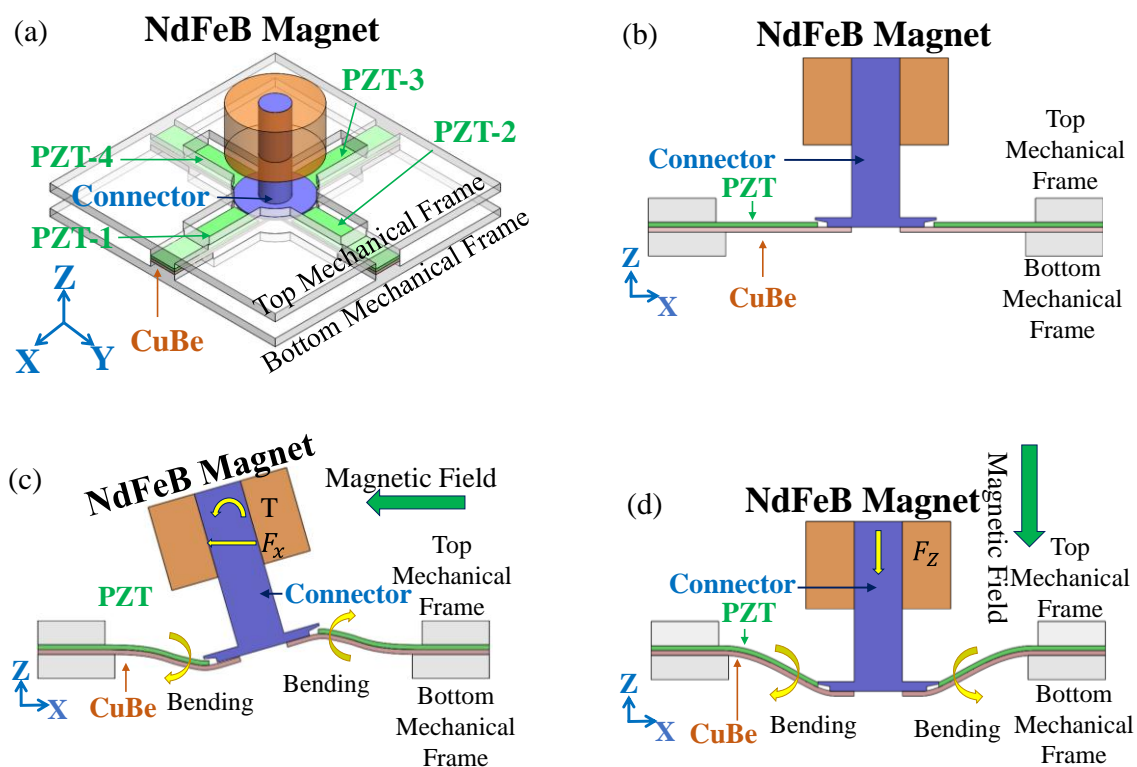 (a)
NdFeB Magnet
PZT-3
PZT-2
PZT-4
Connector
PZT-1
Top Mechanical Frame
Bottom Mechanical Frame
CuBe
Z
X
Y
(b)
NdFeB Magnet
Top
Mechanical
Frame
Connector
PZT
Z
X
CuBe
Bottom
Mechanical
Frame
(c)
NdFeB Magnet
Magnetic Field
T
Fx
Top
Mechanical
Frame
PZT
Connector
Z
X
CuBe
Bending
Bending
Bottom
Mechanical
Frame
(d)
NdFeB Magnet
Magnetic Field
FZ
Top
Mechanical
Frame
Connector
PZT
Z
X
CuBe
Bending
Bending
Bottom
Mechanical
Frame